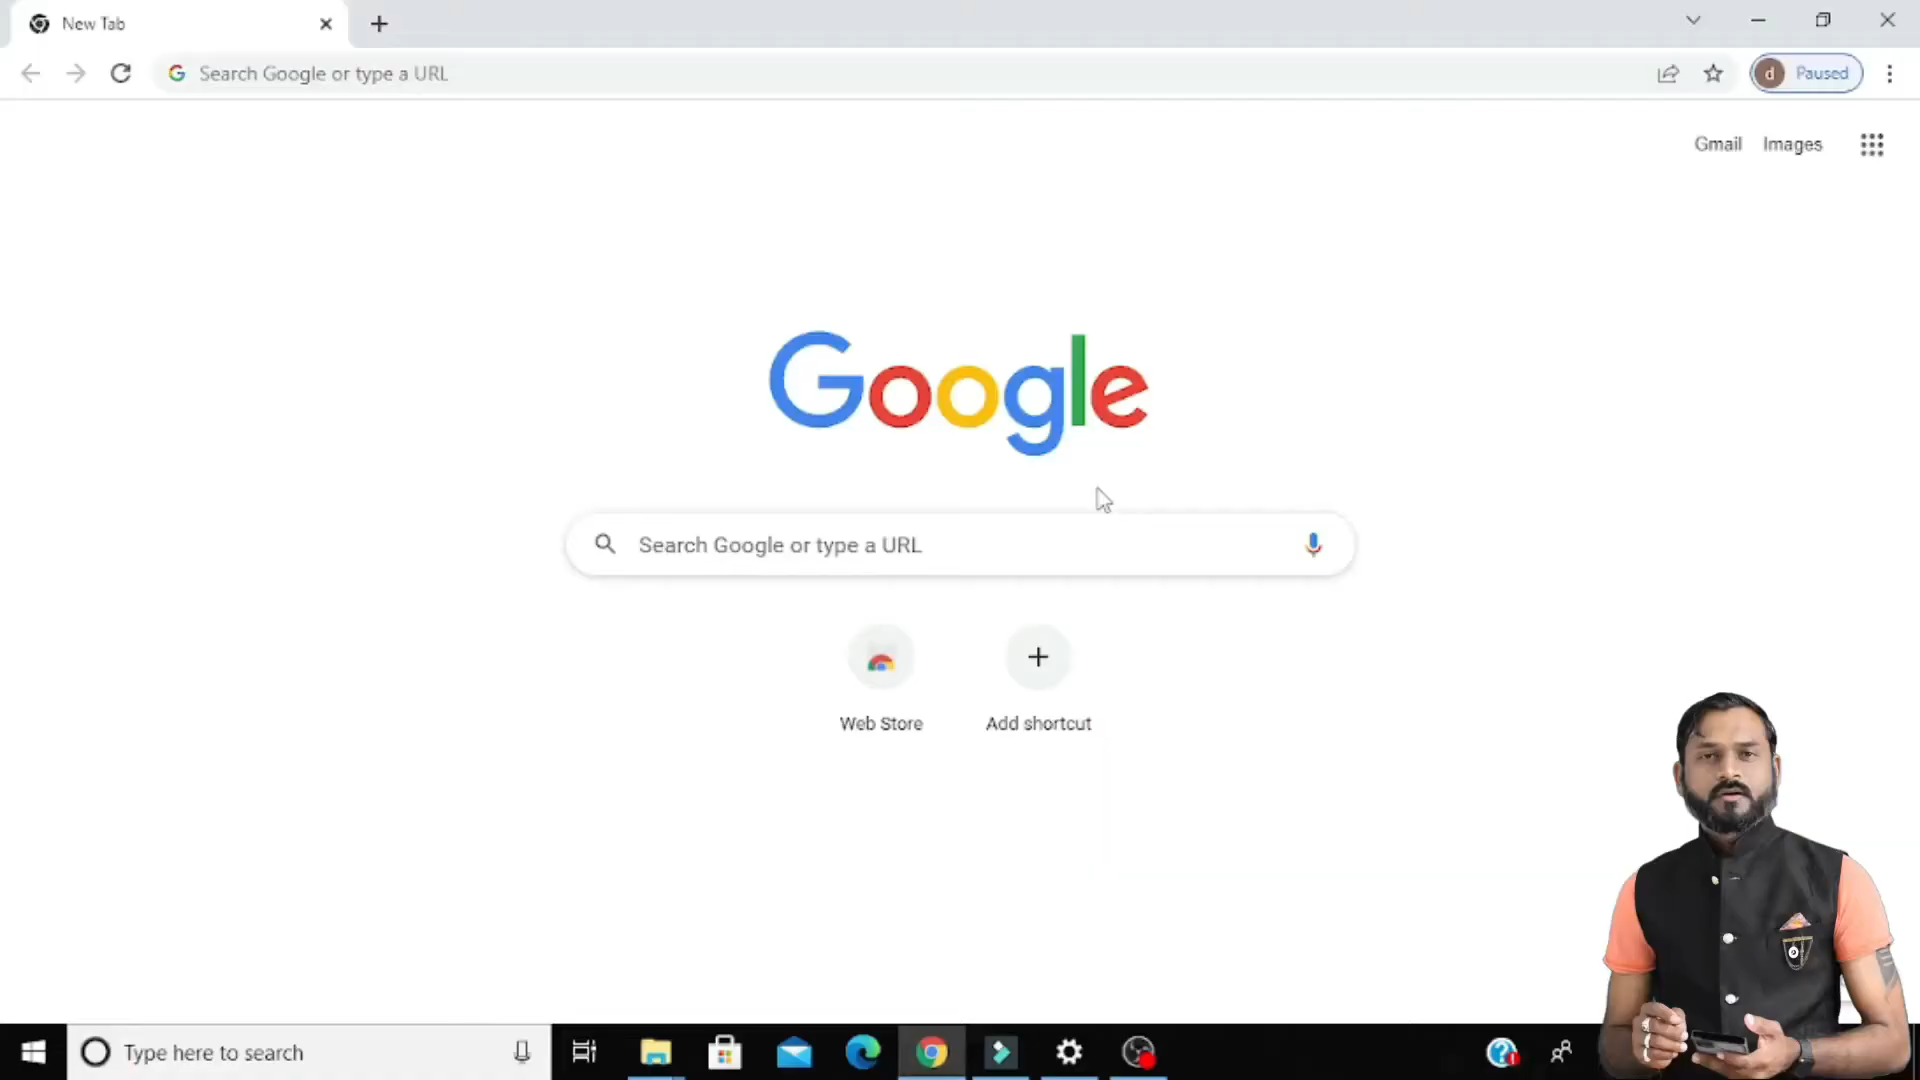 New Tab
Search Google or type a URL
d Paused
Gmail Images
Google
Search Google or type a URL
Web Store Add shortcut
Type here to search